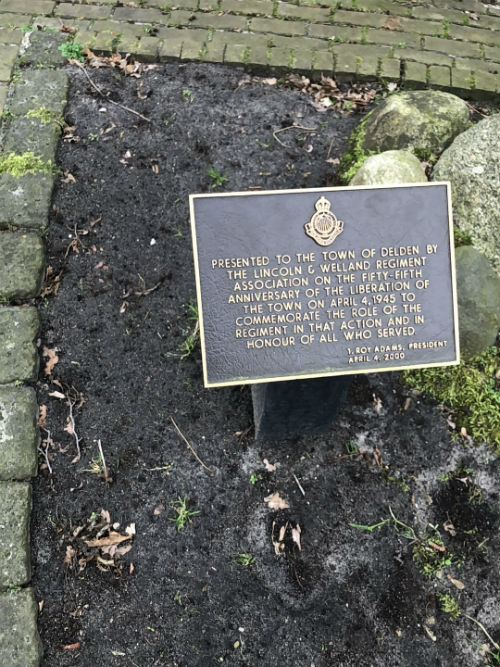 PRESENTED TO THE TOWN OF DELDEN BY
THE LINCOLN & WELLAND REGIMENT
ASSOCIATION ON THE FIFTY-FIFTH
ANNIVERSARY OF THE LIBERATION OF
THE TOWN ON APRIL 4, 1945 TO
COMMEMORATE THE ROLE OF THE
REGIMENT IN THAT ACTION AND IN
HONOUR OF ALL WHO SERVED.
1. ROY ADAMS, PRESIDENT
APRIL 4, 2000